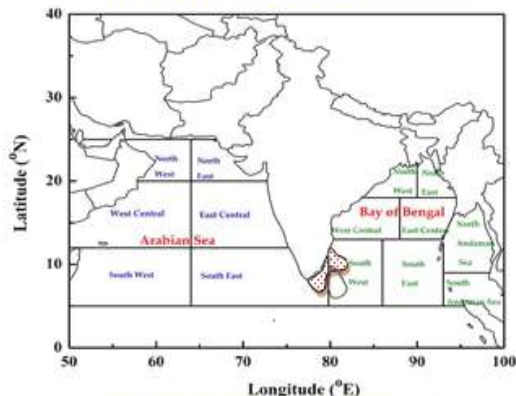 40
30
20
10
0
Latitude (°N)
North North
West East
West Central East Central
Arabian Sea
South West South East
North North
West East
Bay of Bengal
West Central East Central
South South
West East
North
Andaman
Sea
South
Andaman Sea
50 60 70 80 90 100
Longitude (°E)